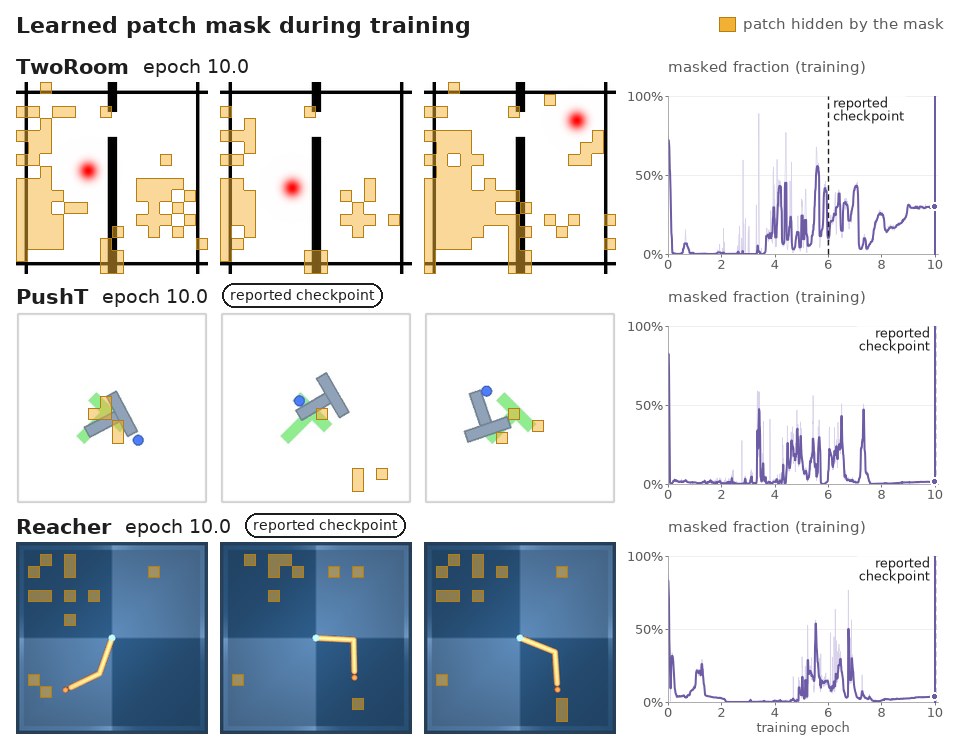 Learned patch mask during training
patch hidden by the mask
TwoRoom epoch 10.0
masked fraction (training)
100%
50%
0%
reported
checkpoint
0 2 4 6 8 10
PushT epoch 10.0 reported checkpoint
masked fraction (training)
100%
50%
0%
reported
checkpoint
0 2 4 6 8 10
Reacher epoch 10.0 reported checkpoint
masked fraction (training)
100%
50%
0%
reported
checkpoint
0 2 4 6 8 10
training epoch